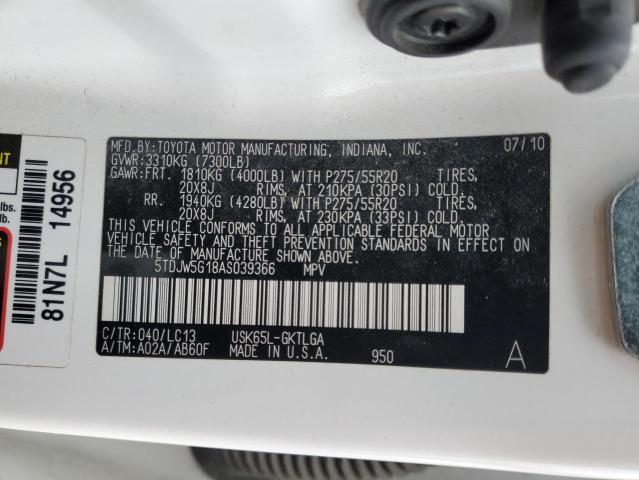 MFD.BY:TOYOTA MOTOR MANUFACTURING, INDIANA, INC. 07/10
GVWR:3310KG (7300LB)
GAWR:FRT. 1810KG (4000LB) WITH P275/55R20 TIRES,
20X8J RIMS, AT 210KPA (30PSI) COLD.
RR. 1940KG (4280LB) WITH P275/55R20 TIRES,
20X8J RIMS, AT 230KPA (33PSI) COLD.
THIS VEHICLE CONFORMS TO ALL APPLICABLE FEDERAL MOTOR
VEHICLE SAFETY AND THEFT PREVENTION STANDARDS IN EFFECT ON
THE DATE OF MANUFACTURE SHOWN ABOVE.
5TDJW5G18AS039366 MPV
C/TR:040/LC13 USK65L-GKTLGA
A/TM:A02A/AB60F MADE IN U.S.A. 950
A
81N7L 14956
lbs.
lb.